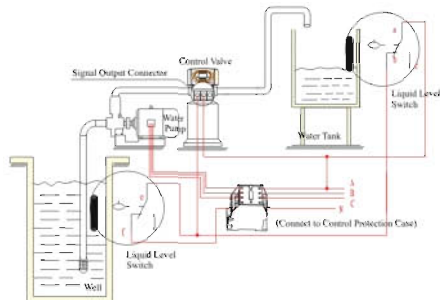 Control Valve
Signal Output Connector
Water
Pump
Liquid Level
Switch
Water Tank
a
b
A
B
C
(Connect to Control Protection Case)
Liquid Level
Switch
Well